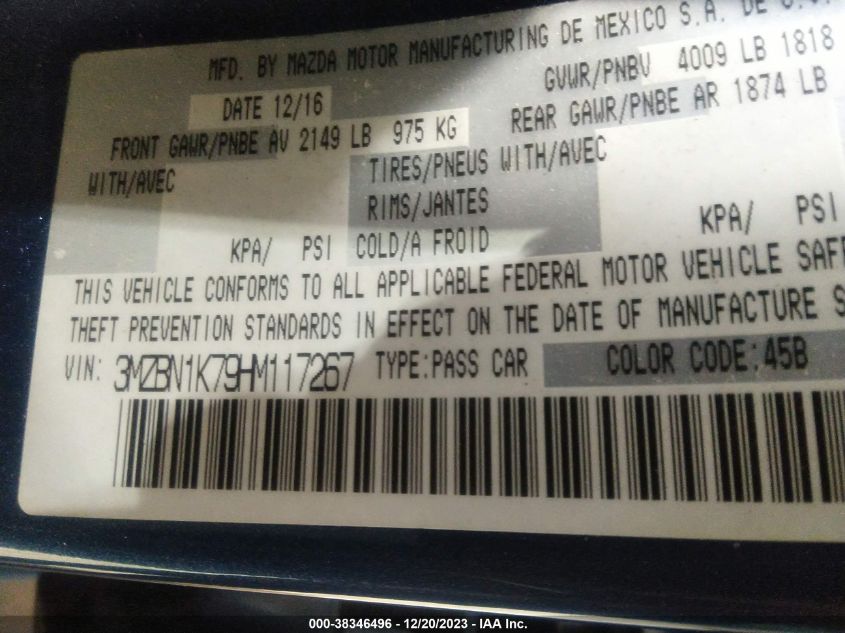 MFD. BY MAZDA MOTOR MANUFACTURING DE MEXICO S.A. DE C.V.
DATE 12/16 GVWR/PNBV 4009 LB 1818
FRONT GAWR/PNBE AV 2149 LB 975 KG REAR GAWR/PNBE AR 1874 LB
WITH/AVEC TIRES/PNEUS WITH/AVEC
RIMS/JANTES
KPA/ PSI COLD/A FROID KPA/ PSI
THIS VEHICLE CONFORMS TO ALL APPLICABLE FEDERAL MOTOR VEHICLE SAF
THEFT PREVENTION STANDARDS IN EFFECT ON THE DATE OF MANUFACTURE S
VIN: 3MZBN1K79HM117267 TYPE:PASS CAR COLOR CODE:45B
000-38346496 - 12/20/2023 - IAA Inc.